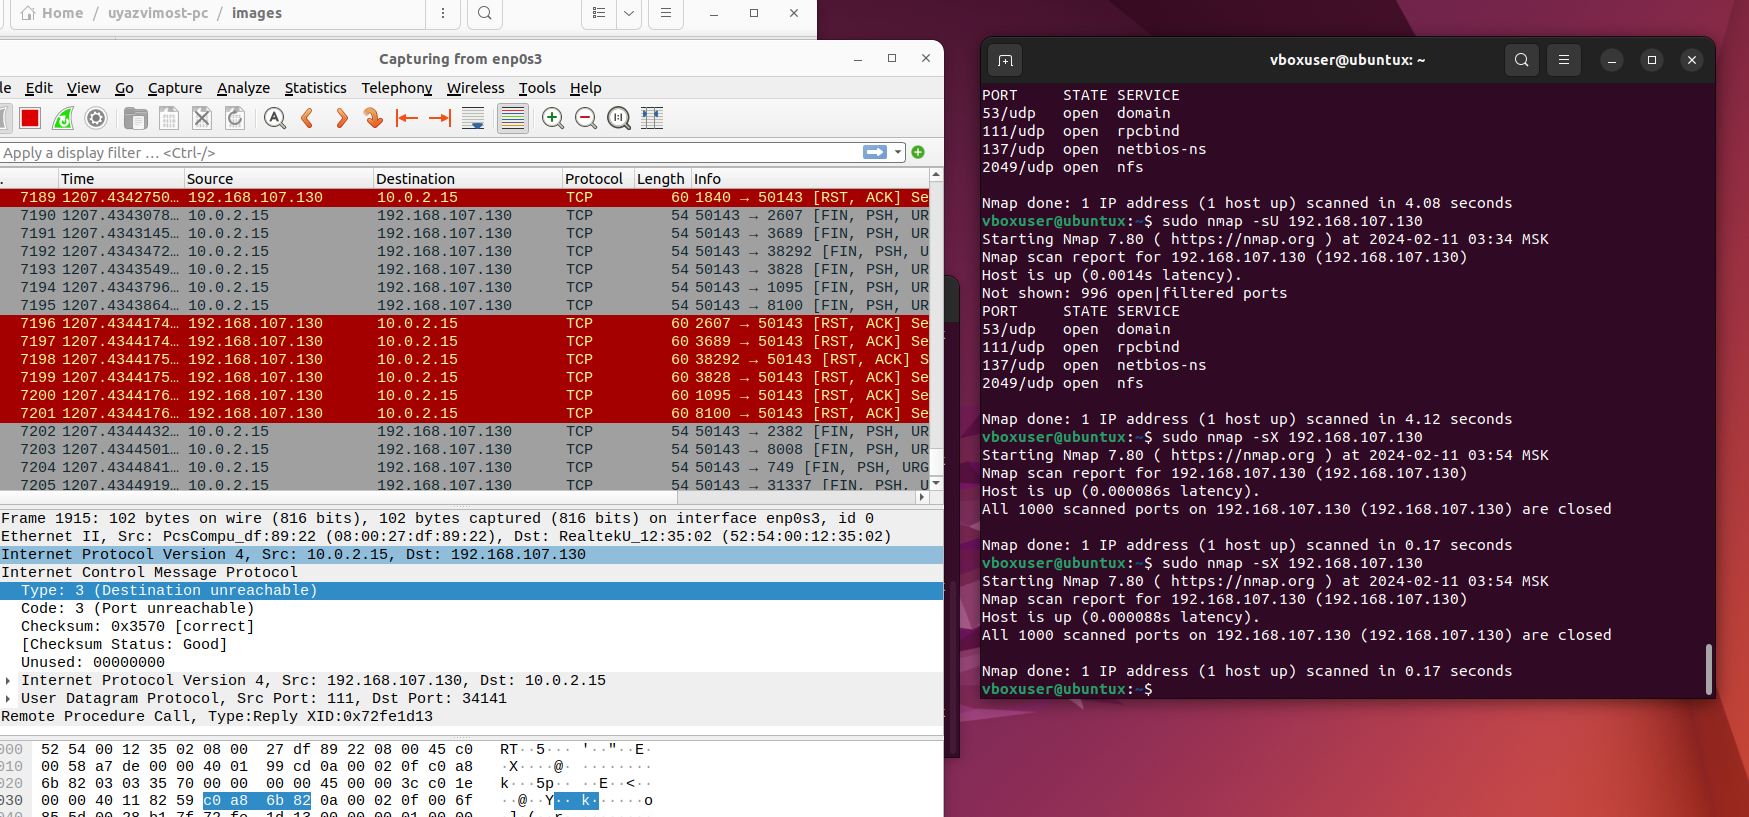 Home / uyazvimost-pc / images
Capturing from enp0s3
le Edit View Go Capture Analyze Statistics Telephony Wireless Tools Help
Apply a display filter … <Ctrl-/>
. Time Source Destination Protocol Length Info
7189 1207.4342750… 192.168.107.130 10.0.2.15 TCP 60 1840 → 50143 [RST, ACK] Se
7190 1207.4343078… 10.0.2.15 192.168.107.130 TCP 54 50143 → 2607 [FIN, PSH, UR
7191 1207.4343145… 10.0.2.15 192.168.107.130 TCP 54 50143 → 3689 [FIN, PSH, UR
7192 1207.4343472… 10.0.2.15 192.168.107.130 TCP 54 50143 → 38292 [FIN, PSH, U
7193 1207.4343549… 10.0.2.15 192.168.107.130 TCP 54 50143 → 3828 [FIN, PSH, UR
7194 1207.4343796… 10.0.2.15 192.168.107.130 TCP 54 50143 → 1095 [FIN, PSH, UR
7195 1207.4343864… 10.0.2.15 192.168.107.130 TCP 54 50143 → 8100 [FIN, PSH, UR
7196 1207.4344174… 192.168.107.130 10.0.2.15 TCP 60 2607 → 50143 [RST, ACK] Se
7197 1207.4344174… 192.168.107.130 10.0.2.15 TCP 60 3689 → 50143 [RST, ACK] Se
7198 1207.4344175… 192.168.107.130 10.0.2.15 TCP 60 38292 → 50143 [RST, ACK] S
7199 1207.4344175… 192.168.107.130 10.0.2.15 TCP 60 3828 → 50143 [RST, ACK] Se
7200 1207.4344176… 192.168.107.130 10.0.2.15 TCP 60 1095 → 50143 [RST, ACK] Se
7201 1207.4344176… 192.168.107.130 10.0.2.15 TCP 60 8100 → 50143 [RST, ACK] Se
7202 1207.4344432… 10.0.2.15 192.168.107.130 TCP 54 50143 → 2382 [FIN, PSH, UR
7203 1207.4344501… 10.0.2.15 192.168.107.130 TCP 54 50143 → 8008 [FIN, PSH, UR
7204 1207.4344841… 10.0.2.15 192.168.107.130 TCP 54 50143 → 749 [FIN, PSH, URG
7205 1207.4344919… 10.0.2.15 192.168.107.130 TCP 54 50143 → 31337 [FIN, PSH, U
Frame 1915: 102 bytes on wire (816 bits), 102 bytes captured (816 bits) on interface enp0s3, id 0
Ethernet II, Src: PcsCompu_df:89:22 (08:00:27:df:89:22), Dst: RealtekU_12:35:02 (52:54:00:12:35:02)
Internet Protocol Version 4, Src: 10.0.2.15, Dst: 192.168.107.130
Internet Control Message Protocol
Type: 3 (Destination unreachable)
Code: 3 (Port unreachable)
Checksum: 0x3570 [correct]
[Checksum Status: Good]
Unused: 00000000
Internet Protocol Version 4, Src: 192.168.107.130, Dst: 10.0.2.15
User Datagram Protocol, Src Port: 111, Dst Port: 34141
Remote Procedure Call, Type:Reply XID:0x72fe1d13
000 52 54 00 12 35 02 08 00 27 df 89 22 08 00 45 c0 RT··5··· '··"··E·
010 00 58 a7 de 00 00 40 01 99 cd 0a 00 02 0f c0 a8 ·X····@· ········
020 6b 82 03 03 35 70 00 00 00 00 45 00 00 3c c0 1e k···5p·· ··E··<··
030 00 00 40 11 82 59 c0 a8 6b 82 0a 00 02 0f 00 6f ··@··Y·· k······o
vboxuser@ubuntux: ~
PORT STATE SERVICE
53/udp open domain
111/udp open rpcbind
137/udp open netbios-ns
2049/udp open nfs
Nmap done: 1 IP address (1 host up) scanned in 4.08 seconds
vboxuser@ubuntux:~$ sudo nmap -sU 192.168.107.130
Starting Nmap 7.80 ( https://nmap.org ) at 2024-02-11 03:34 MSK
Nmap scan report for 192.168.107.130 (192.168.107.130)
Host is up (0.0014s latency).
Not shown: 996 open|filtered ports
PORT STATE SERVICE
53/udp open domain
111/udp open rpcbind
137/udp open netbios-ns
2049/udp open nfs
Nmap done: 1 IP address (1 host up) scanned in 4.12 seconds
vboxuser@ubuntux:~$ sudo nmap -sX 192.168.107.130
Starting Nmap 7.80 ( https://nmap.org ) at 2024-02-11 03:54 MSK
Nmap scan report for 192.168.107.130 (192.168.107.130)
Host is up (0.000086s latency).
All 1000 scanned ports on 192.168.107.130 (192.168.107.130) are closed
Nmap done: 1 IP address (1 host up) scanned in 0.17 seconds
vboxuser@ubuntux:~$ sudo nmap -sX 192.168.107.130
Starting Nmap 7.80 ( https://nmap.org ) at 2024-02-11 03:54 MSK
Nmap scan report for 192.168.107.130 (192.168.107.130)
Host is up (0.000088s latency).
All 1000 scanned ports on 192.168.107.130 (192.168.107.130) are closed
Nmap done: 1 IP address (1 host up) scanned in 0.17 seconds
vboxuser@ubuntux:~$